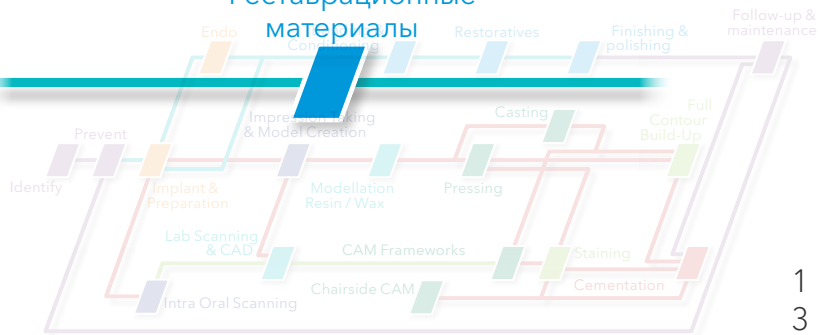 Реставрационные
материалы
Endo
Conditioning
Restoratives
Finishing &
polishing
Follow-up &
maintenance
Prevent
Impression Taking
& Model Creation
Casting
Full
Contour
Build-Up
Identify
Implant &
Preparation
Modellation
Resin / Wax
Pressing
Lab Scanning
& CAD
CAM Frameworks
Staining
Cementation
Intra Oral Scanning
Chairside CAM
1
3